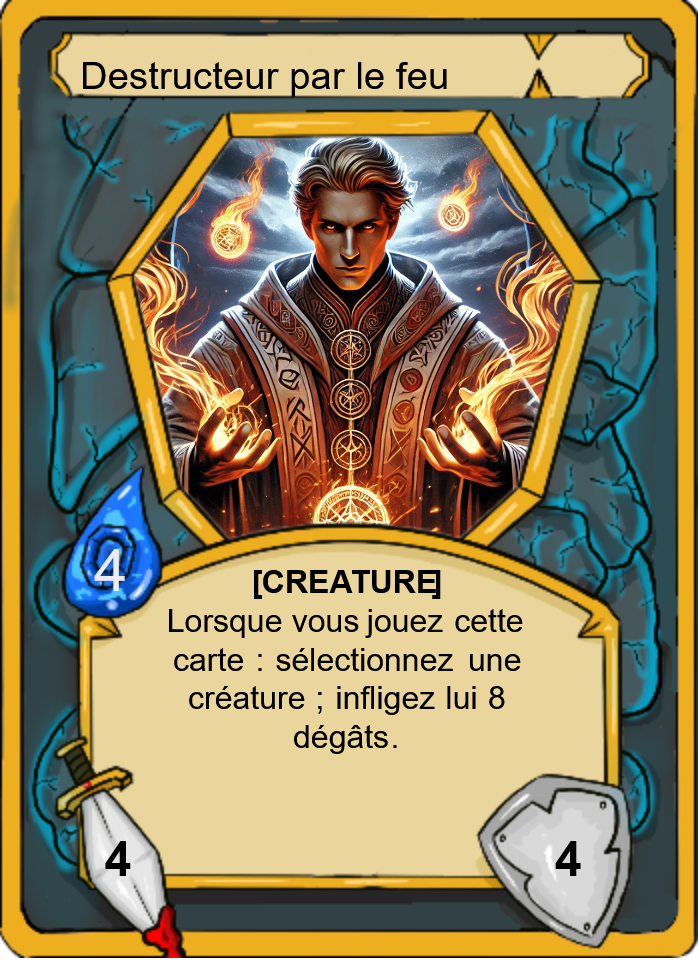 Destructeur par le feu
4
[CREATURE]
Lorsque vous jouez cette
carte : sélectionnez une
créature ; infligez lui 8
dégâts.
4
4